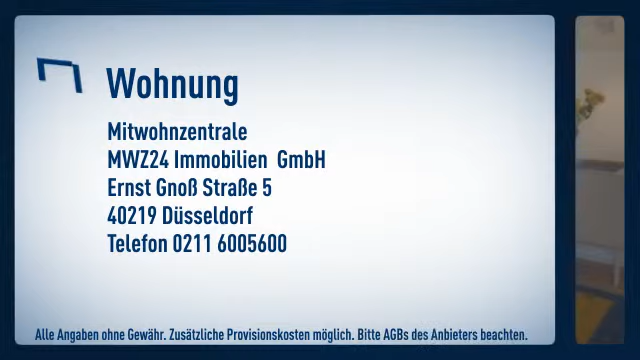 Wohnung
Mitwohnzentrale
MWZ24 Immobilien GmbH
Ernst Gnoß Straße 5
40219 Düsseldorf
Telefon 0211 6005600
Alle Angaben ohne Gewähr. Zusätzliche Provisionskosten möglich. Bitte AGBs des Anbieters beachten.